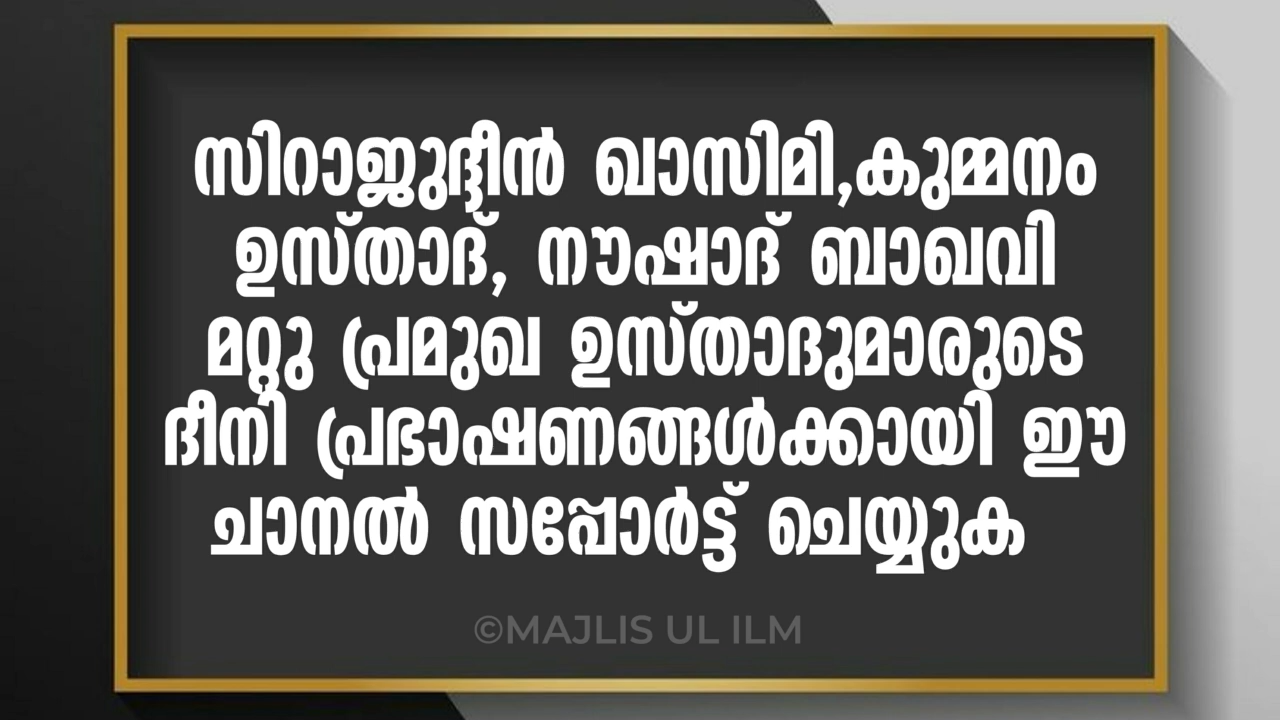 സിറാജുദ്ദീൻ ഖാസിമി,കുമ്മനം
ഉസ്താദ്, നൗഷാദ് ബാഖവി
മറ്റു പ്രമുഖ ഉസ്താദുമാരുടെ
ദീനി പ്രഭാഷണങ്ങൾക്കായി ഈ
ചാനൽ സപ്പോർട്ട് ചെയ്യുക
©MAJLIS UL ILM